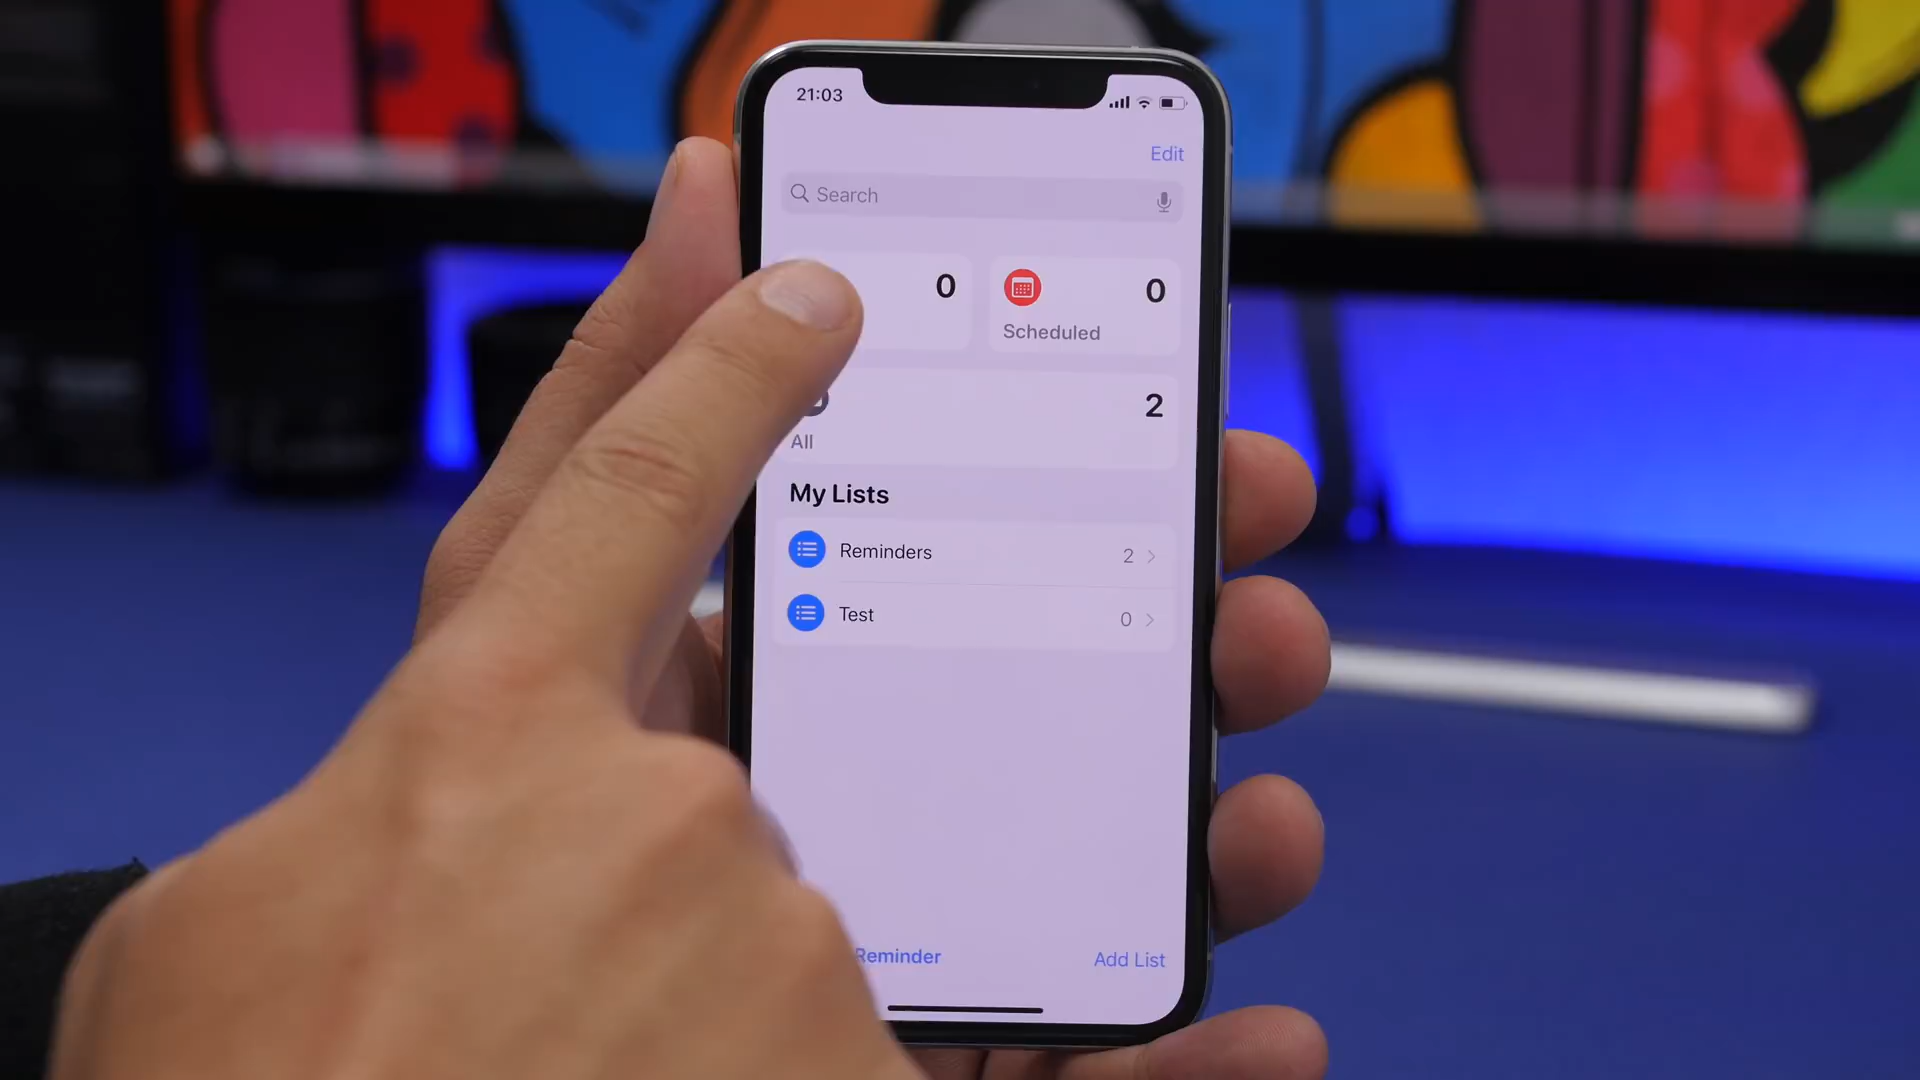 21:03
Edit
Search
0
0
Scheduled
2
All
My Lists
Reminders 2
Test 0
Reminder
Add List